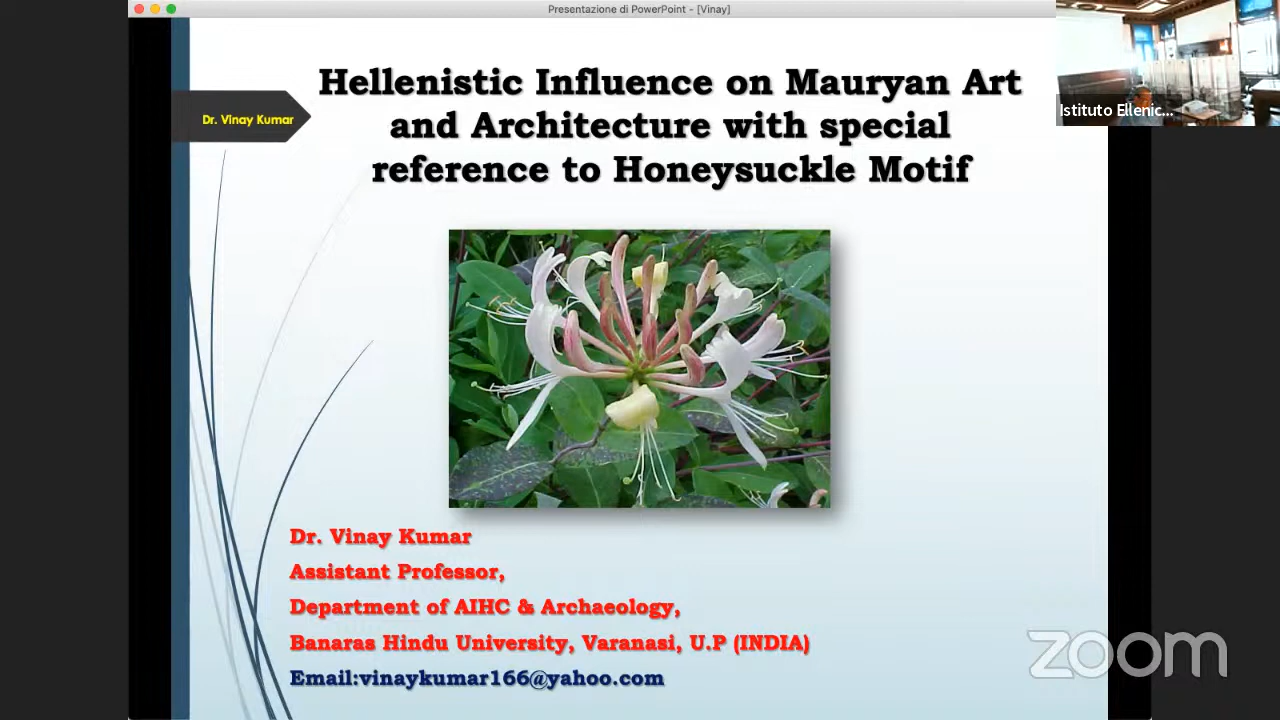 Presentazione di PowerPoint - [Vinay]
Hellenistic Influence on Mauryan Art
and Architecture with special
reference to Honeysuckle Motif
Dr. Vinay Kumar
Istituto Ellenic...
Dr. Vinay Kumar
Assistant Professor,
Department of AIHC & Archaeology,
Banaras Hindu University, Varanasi, U.P (INDIA)
Email:vinaykumar166@yahoo.com
zoom